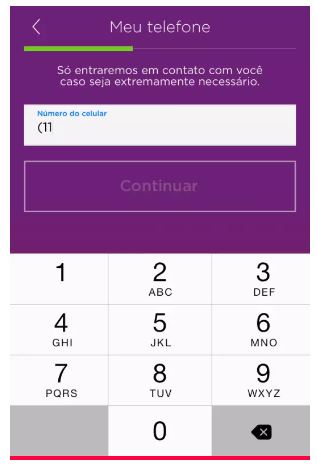 Meu telefone
Só entraremos em contato com você
caso seja extremamente necessário.
Número do celular
(11
Continuar
1 2 3
ABC DEF
4 5 6
GHI JKL MNO
7 8 9
PQRS TUV WXYZ
0